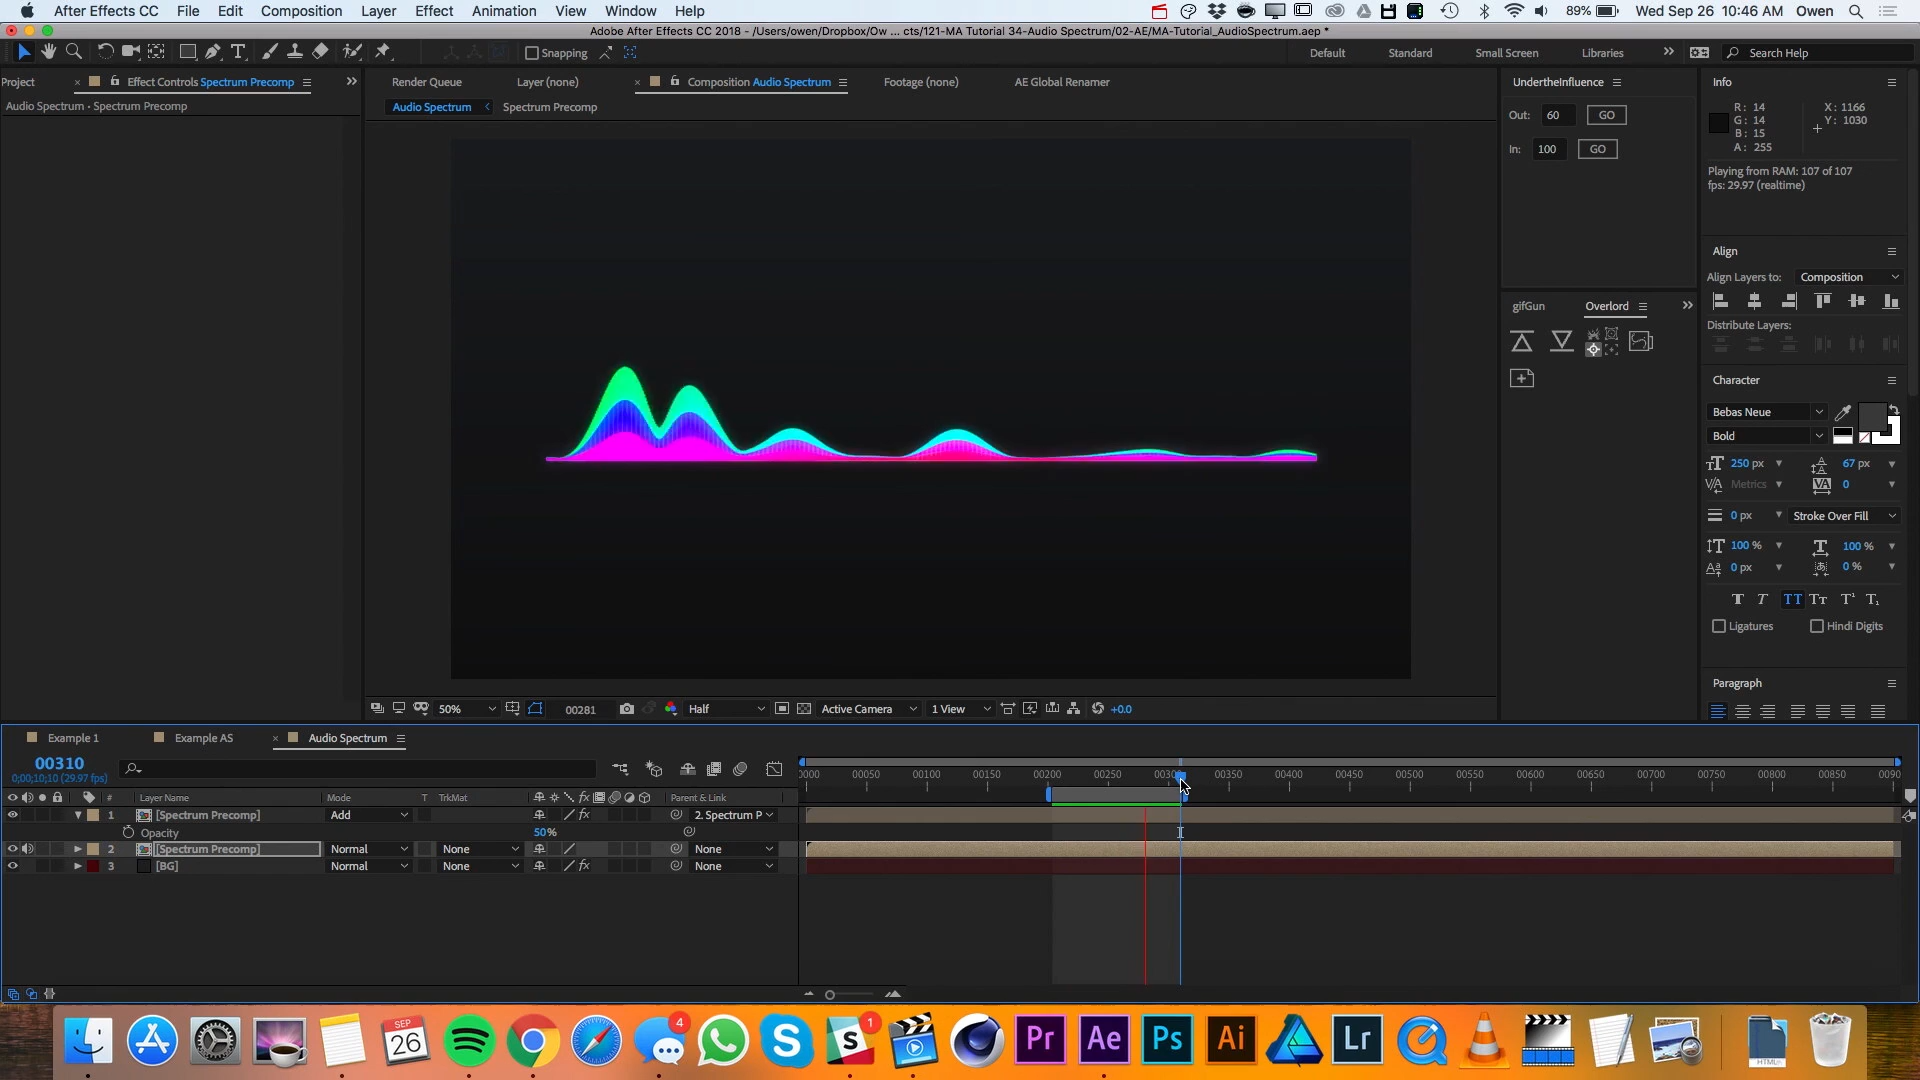 After Effects CC File Edit Composition Layer Effect Animation View Window Help 89% Wed Sep 26 10:46 AM Owen
Adobe After Effects CC 2018 - /Users/owen/Dropbox/Ow ... cts/121-MA Tutorial 34-Audio Spectrum/02-AE/MA-Tutorial_AudioSpectrum.aep *
Snapping Default Standard Small Screen Libraries Search Help
Project Effect Controls Spectrum Precomp Render Queue Layer (none) Composition Audio Spectrum Footage (none) AE Global Renamer UndertheInfluence Info
Audio Spectrum • Spectrum Precomp Audio Spectrum Spectrum Precomp
Out: 60 GO
In: 100 GO
R: 14 X: 1166
G: 14 Y: 1030
B: 15
A: 255
Playing from RAM: 107 of 107
fps: 29.97 (realtime)
Align
Align Layers to: Composition
gifGun Overlord
Distribute Layers:
Character
Bebas Neue
Bold
250 px 67 px
Metrics 0
0 px Stroke Over Fill
100 % 100 %
0 px 0 %
Ligatures Hindi Digits
Paragraph
50% 00281 Half Active Camera 1 View +0.0
Example 1 Example AS Audio Spectrum
00310
0;00;10;10 (29.97 fps)
0000 00050 00100 00150 00200 00250 0030 00350 00400 00450 00500 00550 00600 00650 00700 00750 00800 00850 0090
# Layer Name Mode T TrkMat Parent & Link
1 [Spectrum Precomp] Add 2. Spectrum P
Opacity 50%
2 [Spectrum Precomp] Normal None None
3 [BG] Normal None None
SEP
26
4
1
Pr Ae Ps Ai Lr
HTML